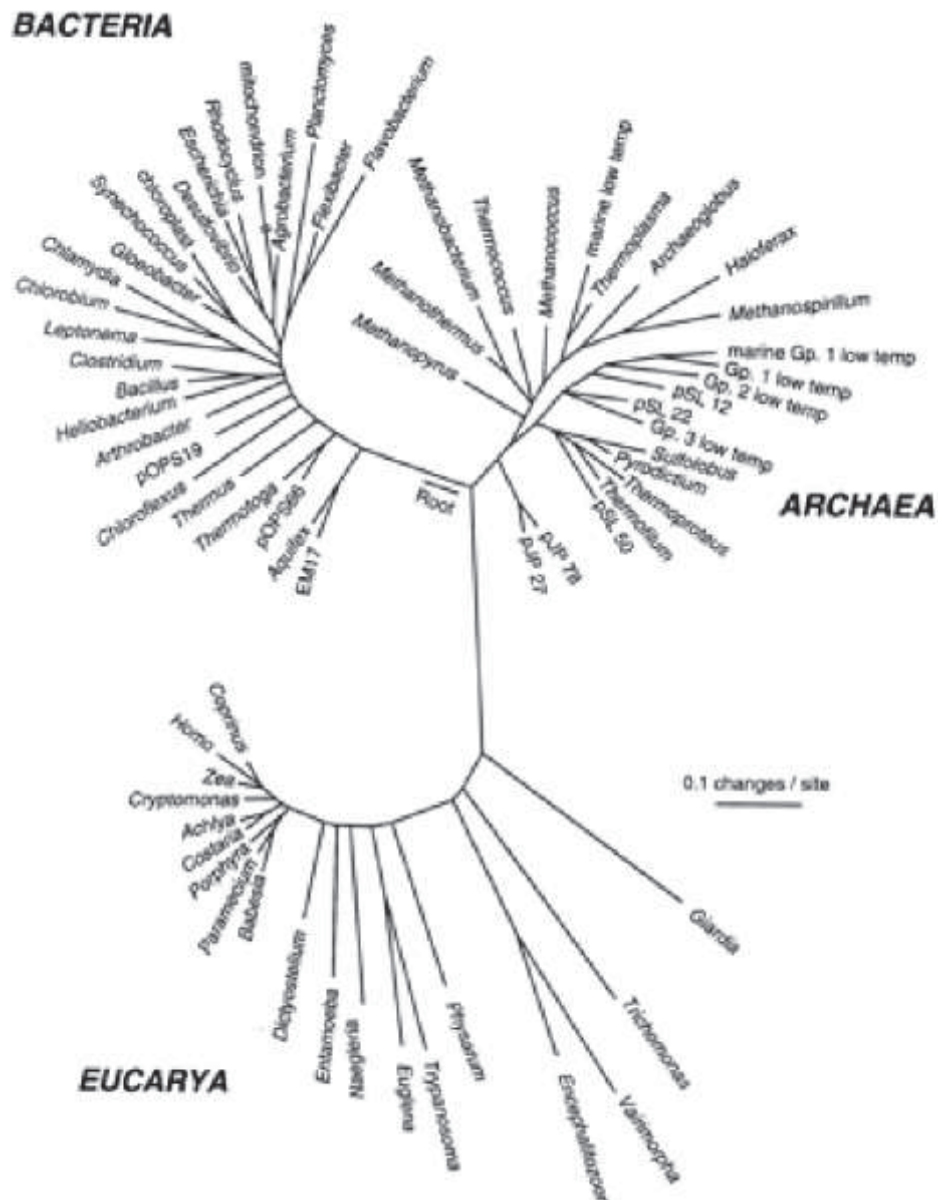 BACTERIA
Planctomyces
mitochondrion
Flavobacterium
Rhodocyclus
Escherichia
Agrobacterium
Flexibacter
Desulfovibrio
chloroplast
Synechococcus
Gloeobacter
Chlamydia
Chlorobium
Leptonema
Clostridium
Bacillus
Heliobacterium
Arthrobacter
pOPS19
Chloroflexus
Thermus
Thermotoga
pOPS66
Aquifex
EM17
Root
Methanopyrus
Methanothermus
Methanobacterium
Thermococcus
Methanococcus
marine low temp
Thermoplasma
Archaeoglobus
Haloferax
Methanospirillum
marine Gp. 1 low temp
Gp. 1 low temp
Gp. 2 low temp
pSL 12
pSL 22
Gp. 3 low temp
Sulfolobus
Pyrodictium
Thermoproteus
Thermofilum
pSL 50
pJP 78
pJP 27
ARCHAEA
Coprinus
Homo
Zea
Cryptomonas
Achlya
Costaria
Porphyra
Paramecium
Babesia
Dictyostelium
Entamoeba
Naegleria
Euglena
Trypanosoma
Physarum
Encephalitozoon
Vairimorpha
Trichomonas
Giardia
0.1 changes / site
EUCARYA